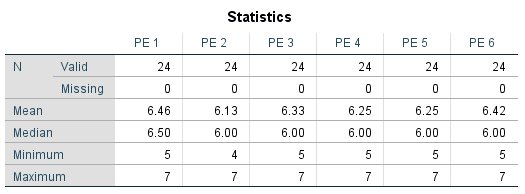 Statistics
PE 1 PE 2 PE 3 PE 4 PE 5 PE 6
N Valid 24 24 24 24 24 24
Missing 0 0 0 0 0 0
Mean 6.46 6.13 6.33 6.25 6.25 6.42
Median 6.50 6.00 6.00 6.00 6.00 6.00
Minimum 5 4 5 5 5 5
Maximum 7 7 7 7 7 7